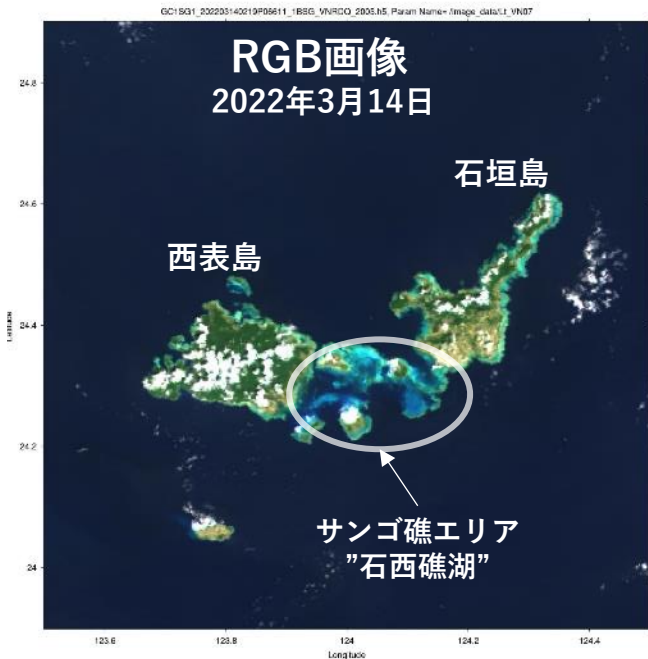 GC1SG1_202203140219P05611_1BSG_VNRDQ_2005.h5, Param Name= /Image_data/Lt_VN07
RGB画像
2022年3月14日
24.8
石垣島
24.6
西表島
24.4
Latitude
24.2
サンゴ礁エリア
”石西礁湖”
24
123.6 123.8 124 124.2 124.4
Longitude